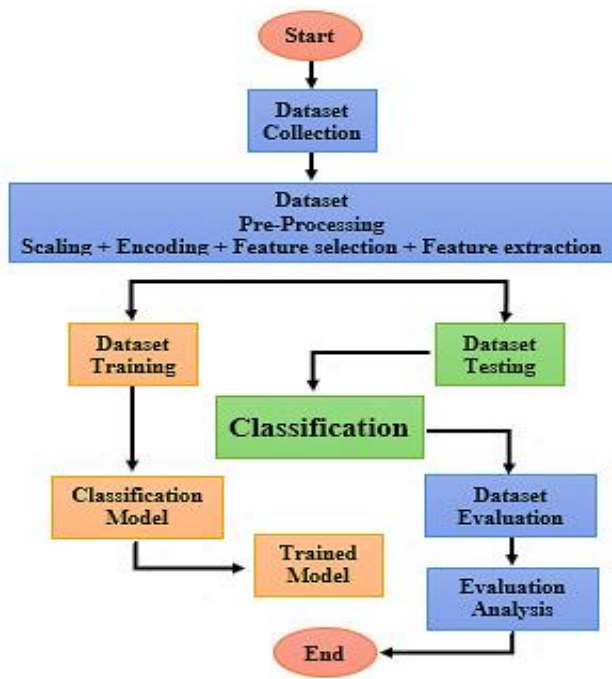 Start
Dataset
Collection
Dataset
Pre-Processing
Scaling + Encoding + Feature selection + Feature extraction
Dataset
Training
Dataset
Testing
Classification
Classification
Model
Dataset
Evaluation
Trained
Model
Evaluation
Analysis
End